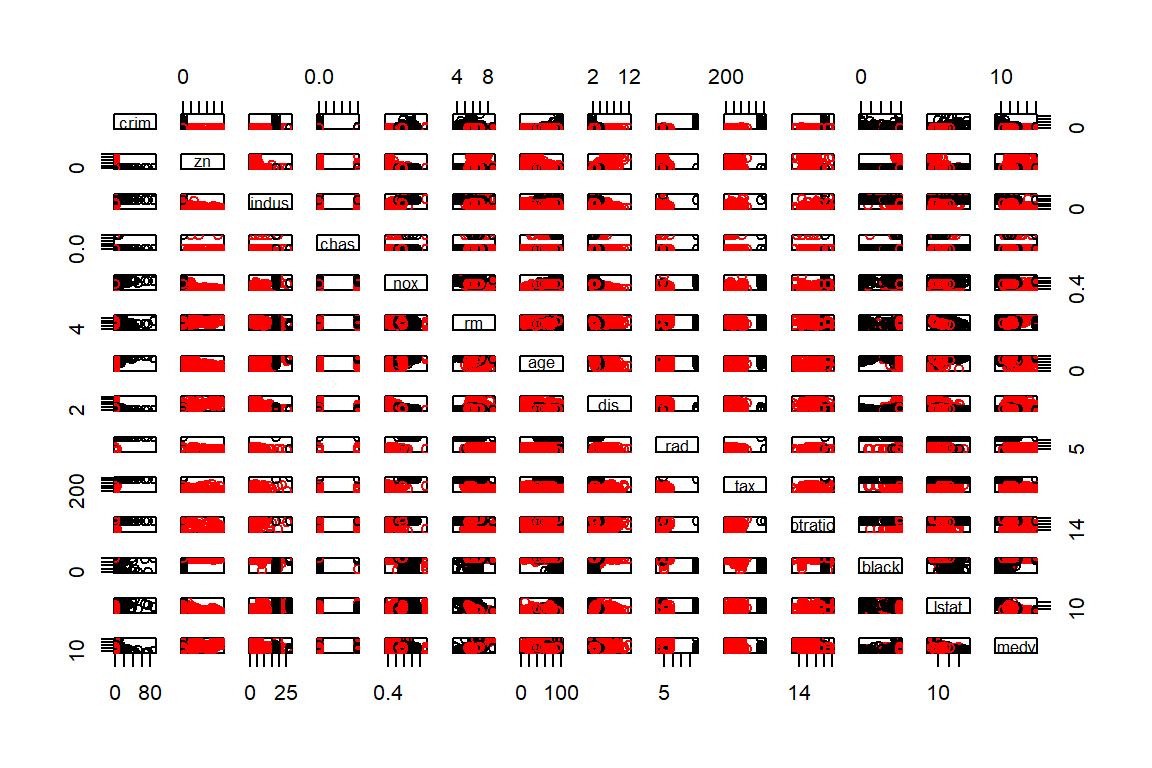 0 0.0 4 8 2 12 200 0 10
crim 0
0 zn
indus 0
0.0 chas
nox 0.4
4 rm
age 0
2 dis
rad 5
200 tax
ptratio 14
0 black
lstat 10
10 medv
0 80 0 25 0.4 0 100 5 14 10